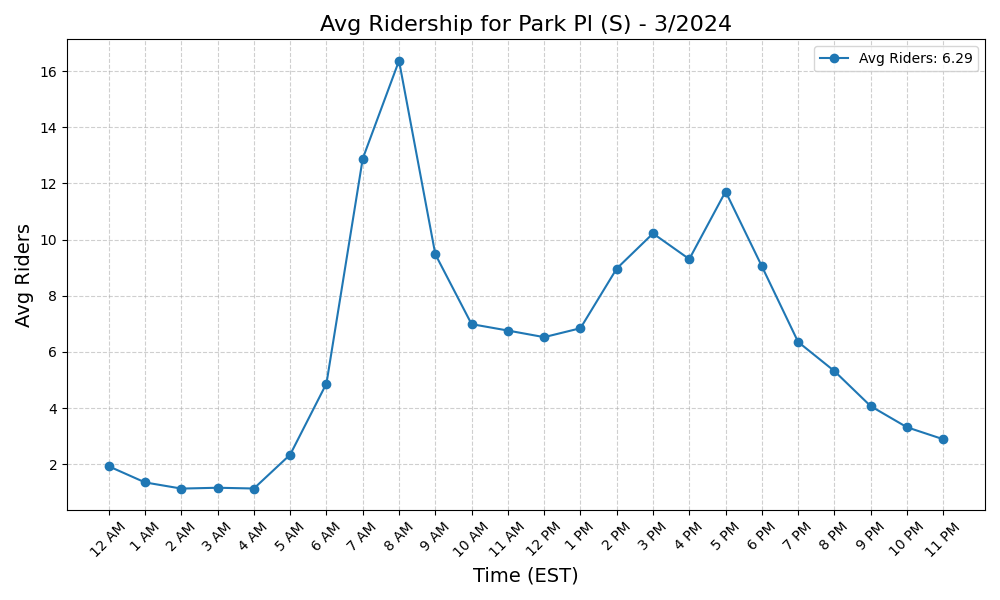 Avg Ridership for Park Pl (S) - 3/2024
Avg Riders: 6.29
Avg Riders
16
14
12
10
8
6
4
2
12 AM
1 AM
2 AM
3 AM
4 AM
5 AM
6 AM
7 AM
8 AM
9 AM
10 AM
11 AM
12 PM
1 PM
2 PM
3 PM
4 PM
5 PM
6 PM
7 PM
8 PM
9 PM
10 PM
11 PM
Time (EST)